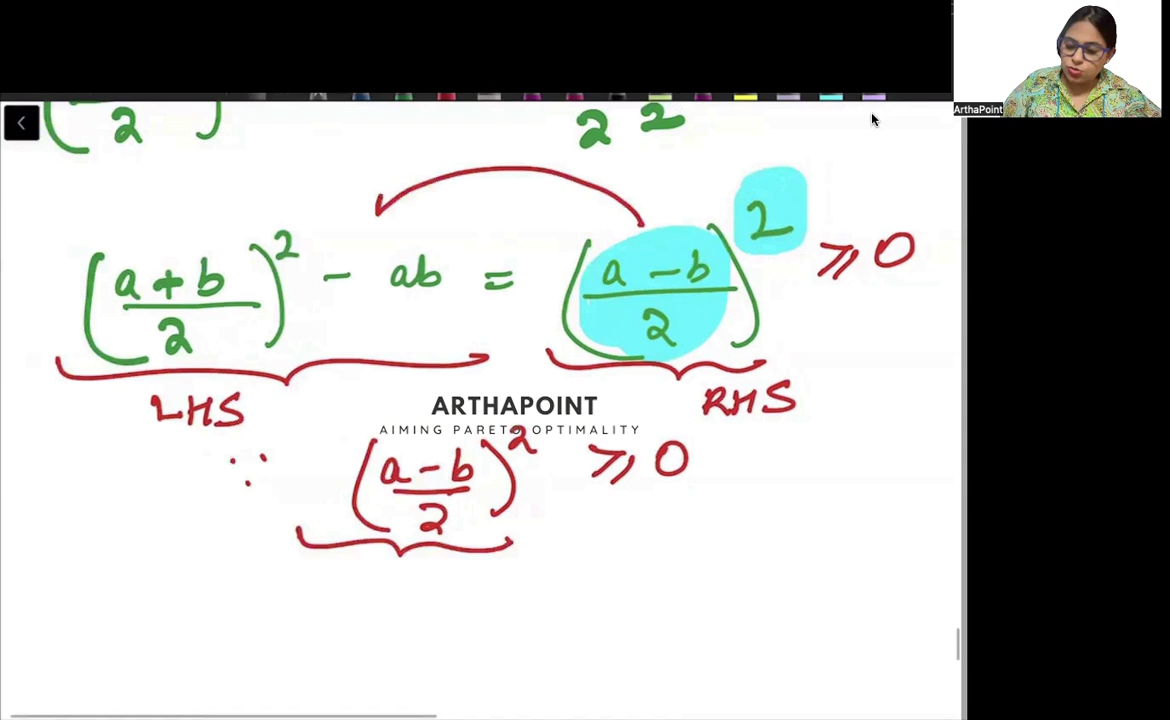 ArthaPoint
( 2 ) 2 2
(a + b / 2)² - ab = (a - b / 2)² ⩾ 0
LHS RHS
ARTHAPOINT
AIMING PARETO OPTIMALITY
∵ (a - b / 2)² ⩾ 0